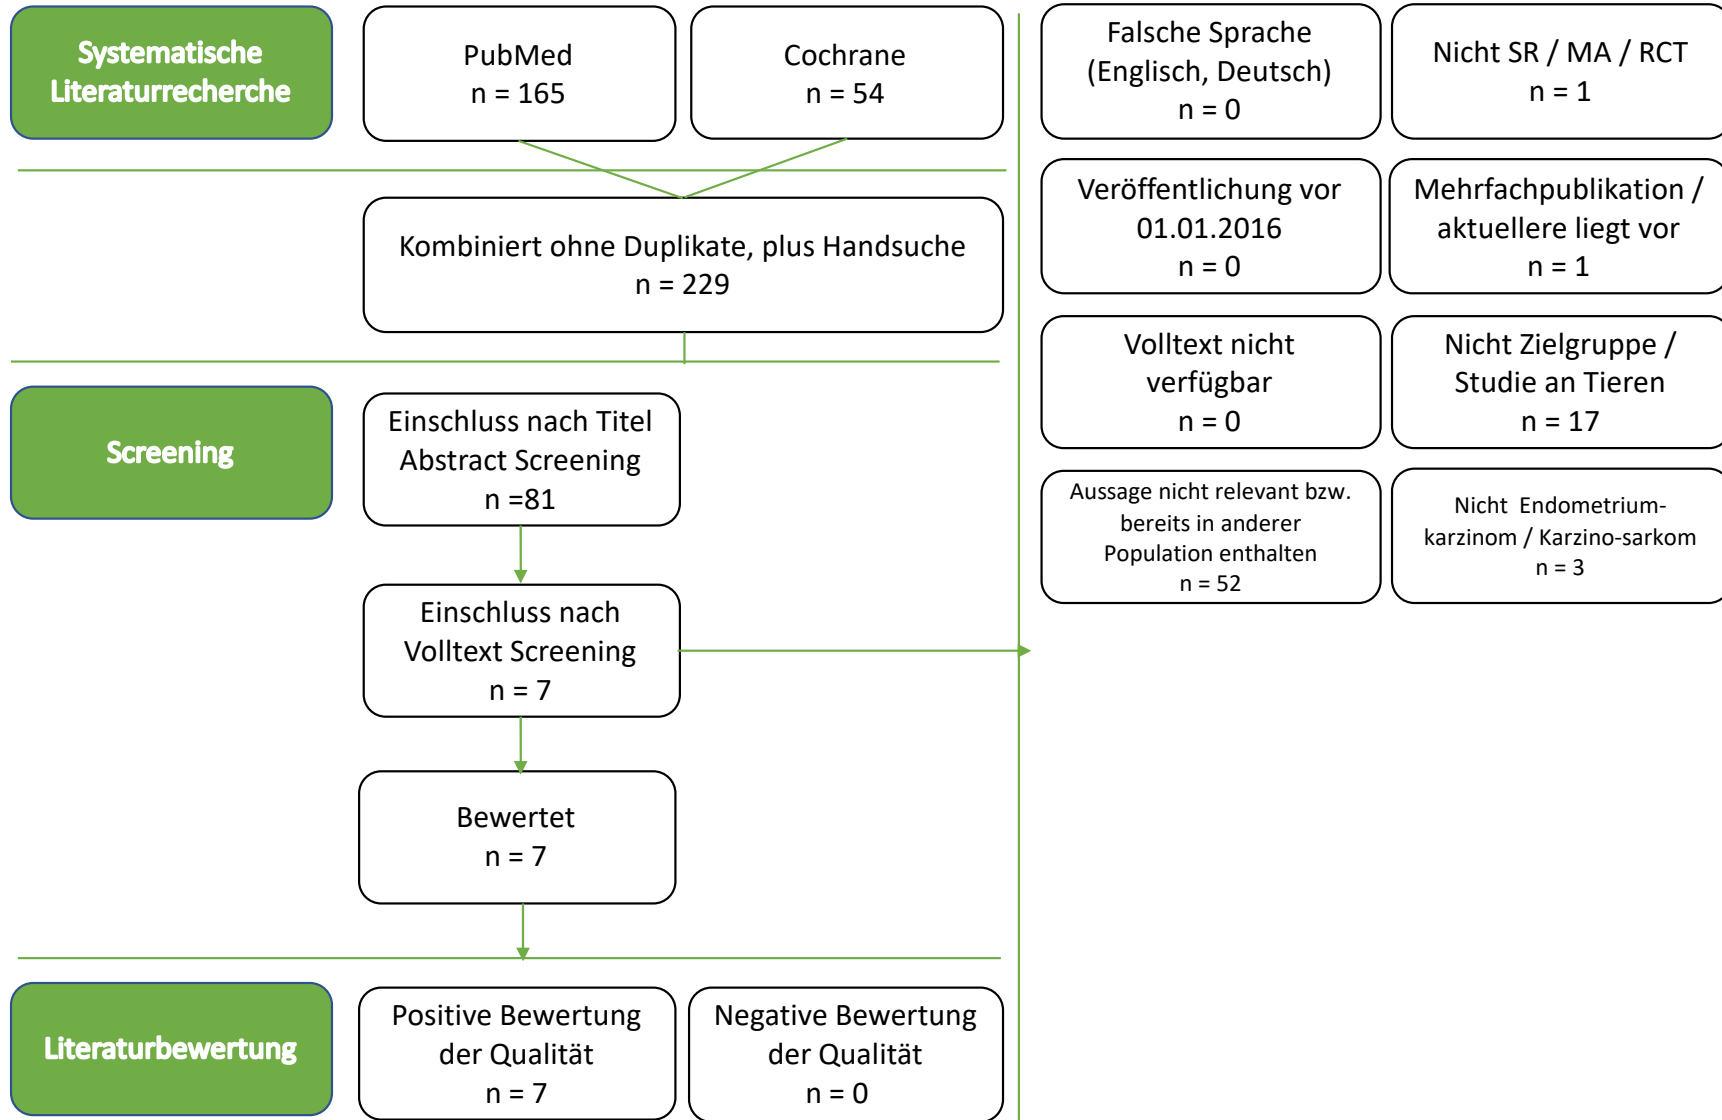 Systematische
Literaturrecherche
PubMed
n = 165
Cochrane
n = 54
Kombiniert ohne Duplikate, plus Handsuche
n = 229
Screening
Einschluss nach Titel
Abstract Screening
n =81
Einschluss nach
Volltext Screening
n = 7
Bewertet
n = 7
Literaturbewertung
Positive Bewertung
der Qualität
n = 7
Negative Bewertung
der Qualität
n = 0
Falsche Sprache
(Englisch, Deutsch)
n = 0
Nicht SR / MA / RCT
n = 1
Veröffentlichung vor
01.01.2016
n = 0
Mehrfachpublikation /
aktuellere liegt vor
n = 1
Volltext nicht
verfügbar
n = 0
Nicht Zielgruppe /
Studie an Tieren
n = 17
Aussage nicht relevant bzw.
bereits in anderer
Population enthalten
n = 52
Nicht Endometrium-
karzinom / Karzino-sarkom
n = 3